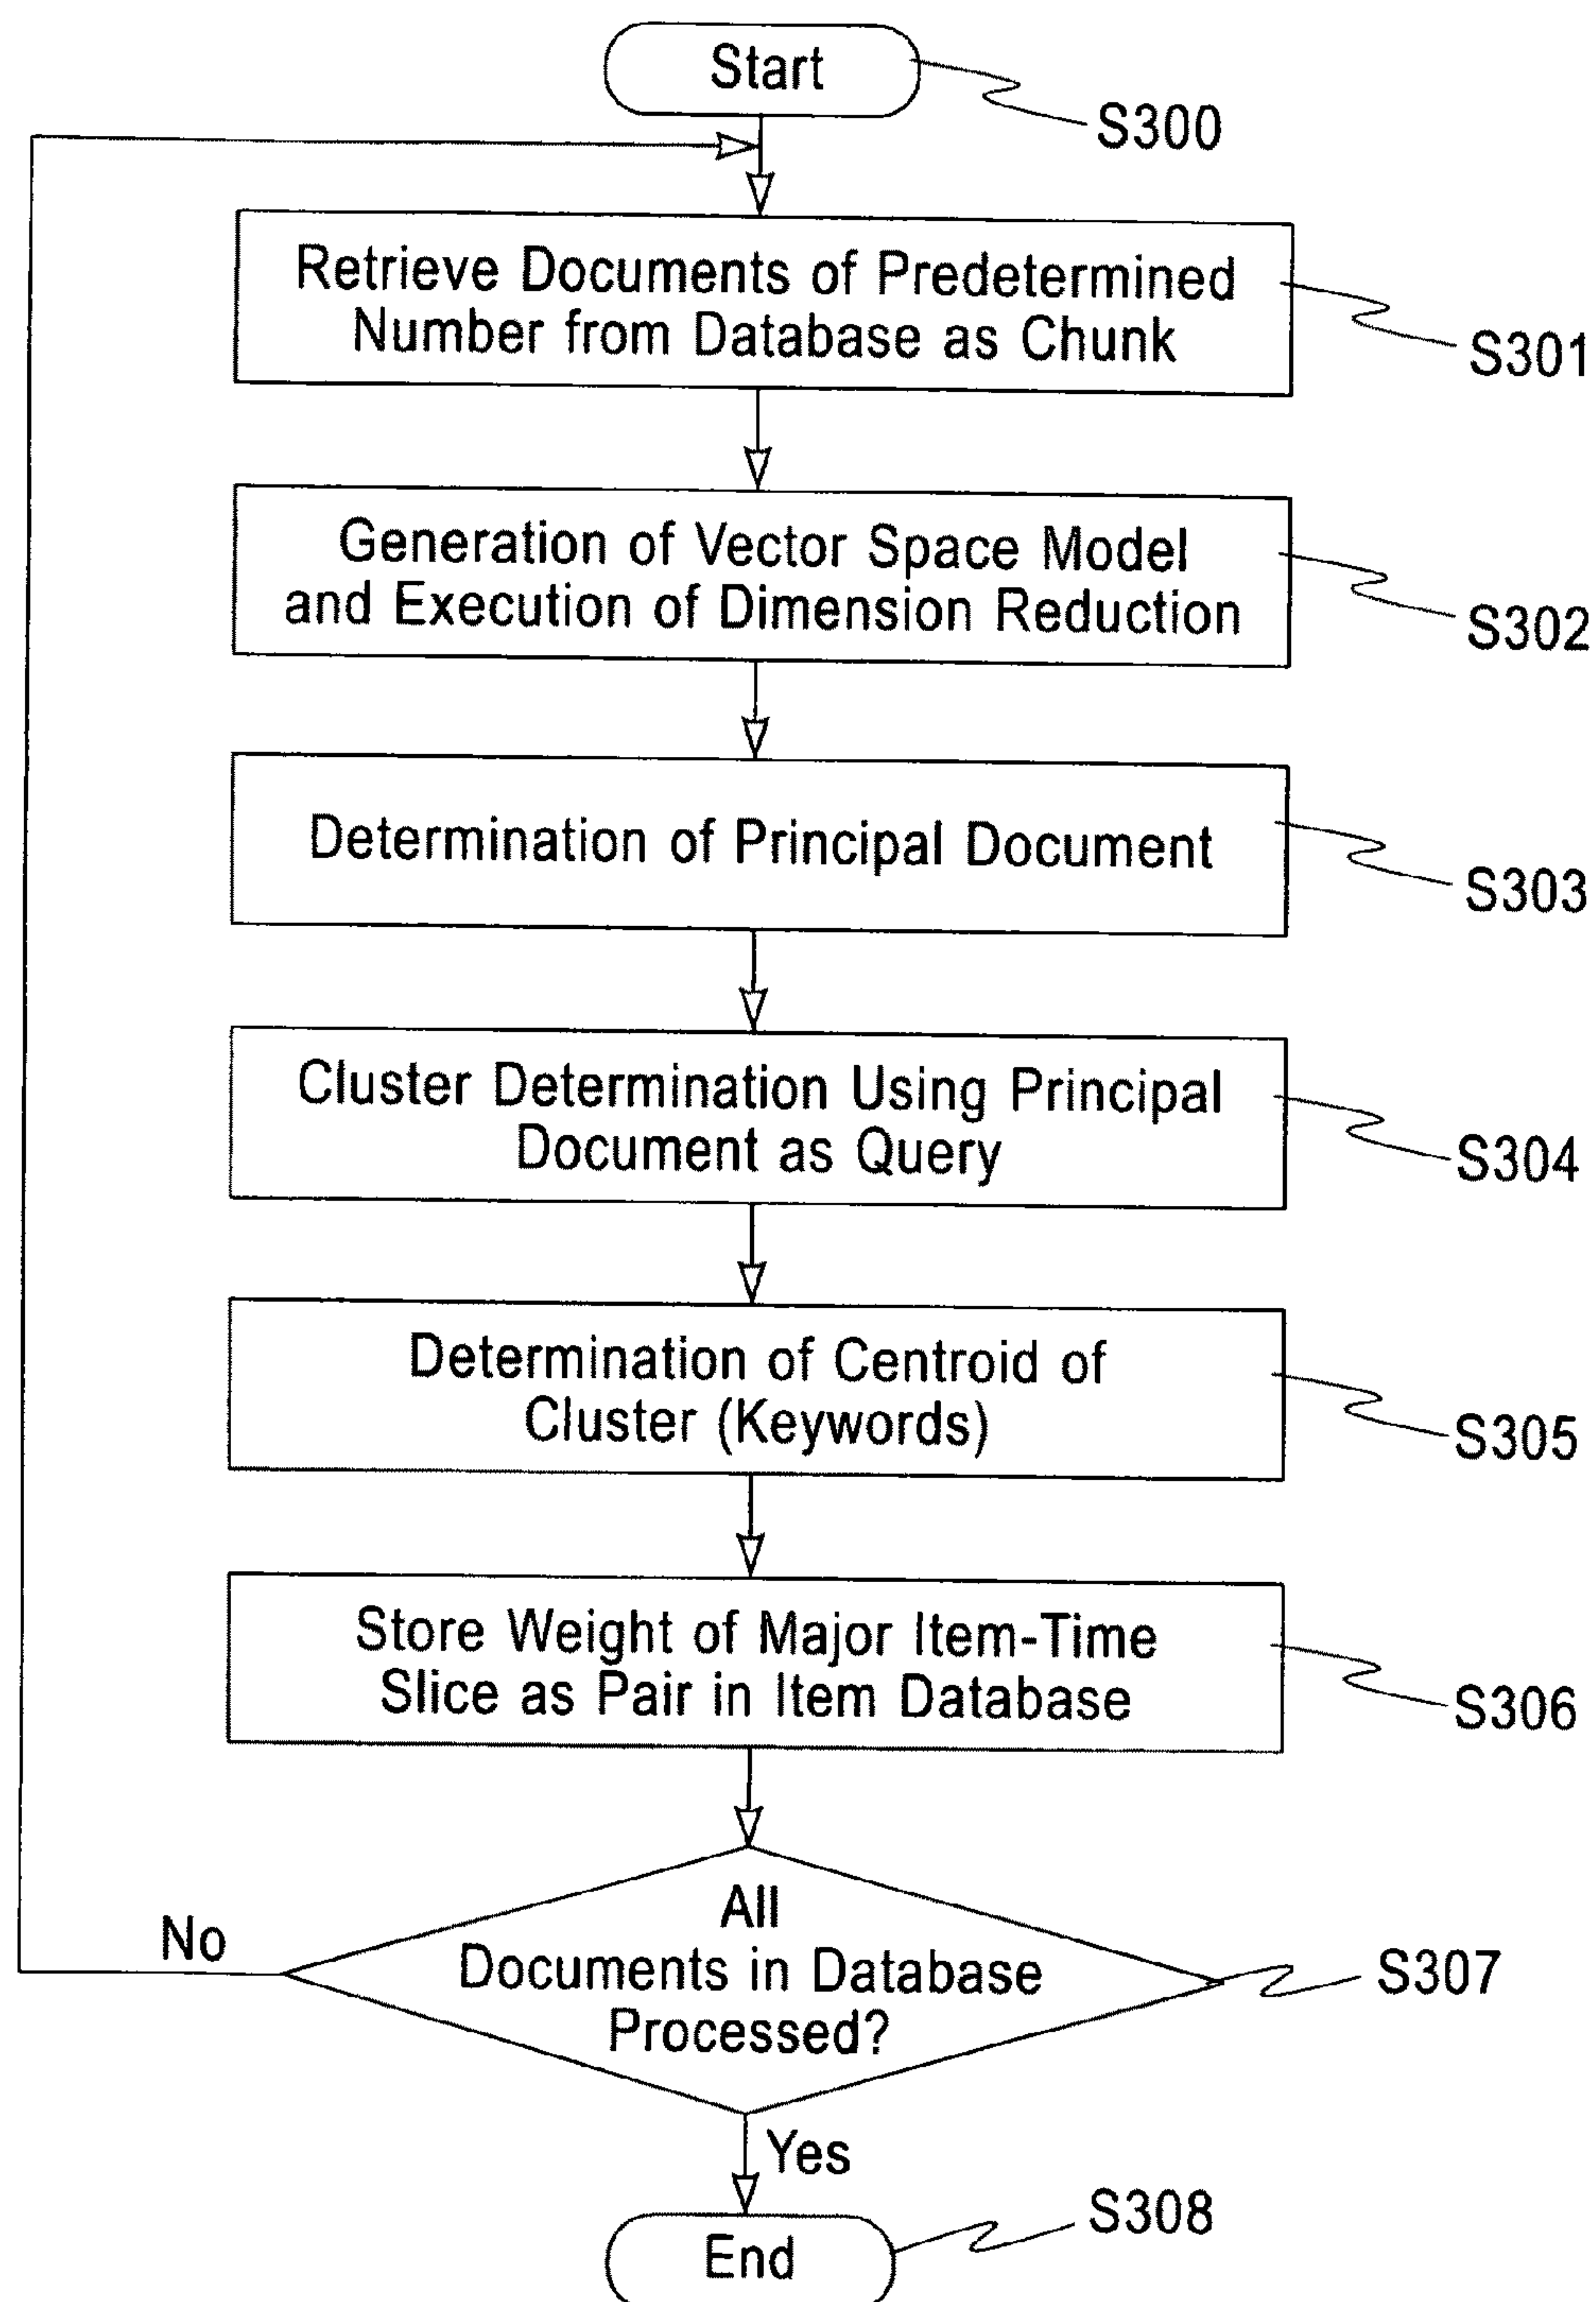 Start
S300
Retrieve Documents of Predetermined
Number from Database as Chunk
S301
Generation of Vector Space Model
and Execution of Dimension Reduction
S302
Determination of Principal Document
S303
Cluster Determination Using Principal
Document as Query
S304
Determination of Centroid of
Cluster (Keywords)
S305
Store Weight of Major Item-Time
Slice as Pair in Item Database
S306
All
Documents in Database
Processed?
No
S307
Yes
S308
End